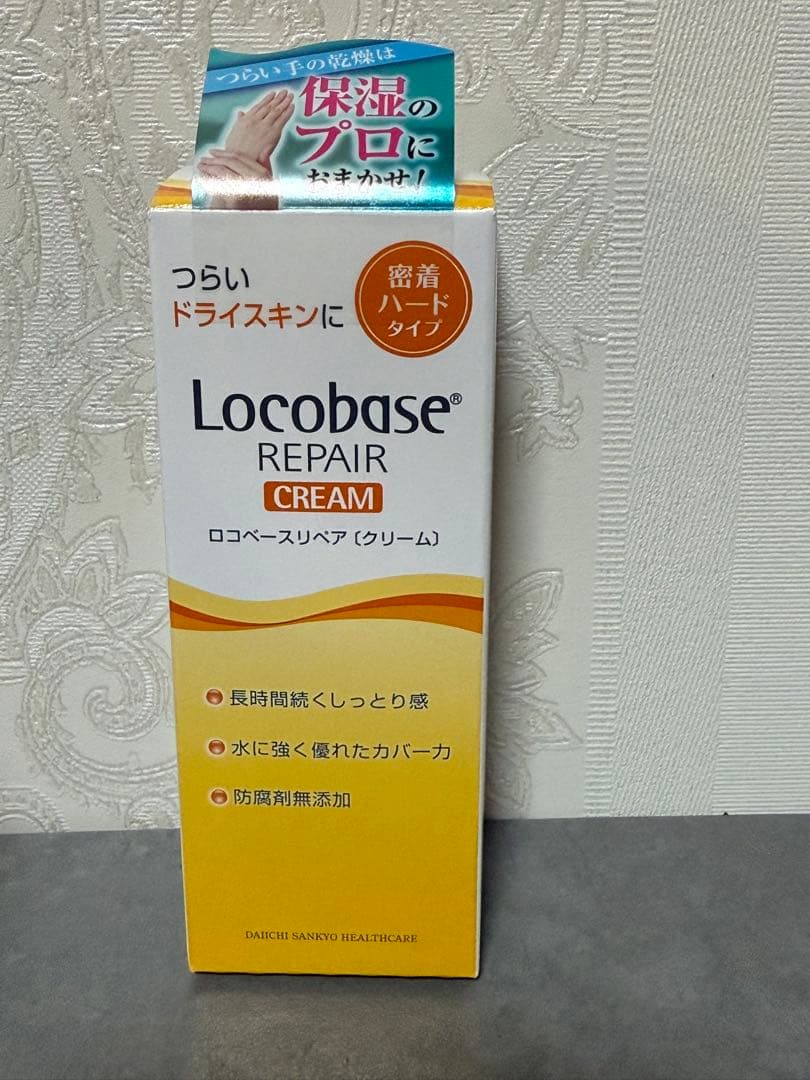 つらい手の乾燥は
保湿の
プロに
おまかせ!
つらい
ドライスキンに
密着
ハード
タイプ
Locobase®
REPAIR
CREAM
ロコベースリペア〔クリーム〕
長時間続くしっとり感
水に強く優れたカバー力
防腐剤無添加
DAIICHI SANKYO HEALTHCARE